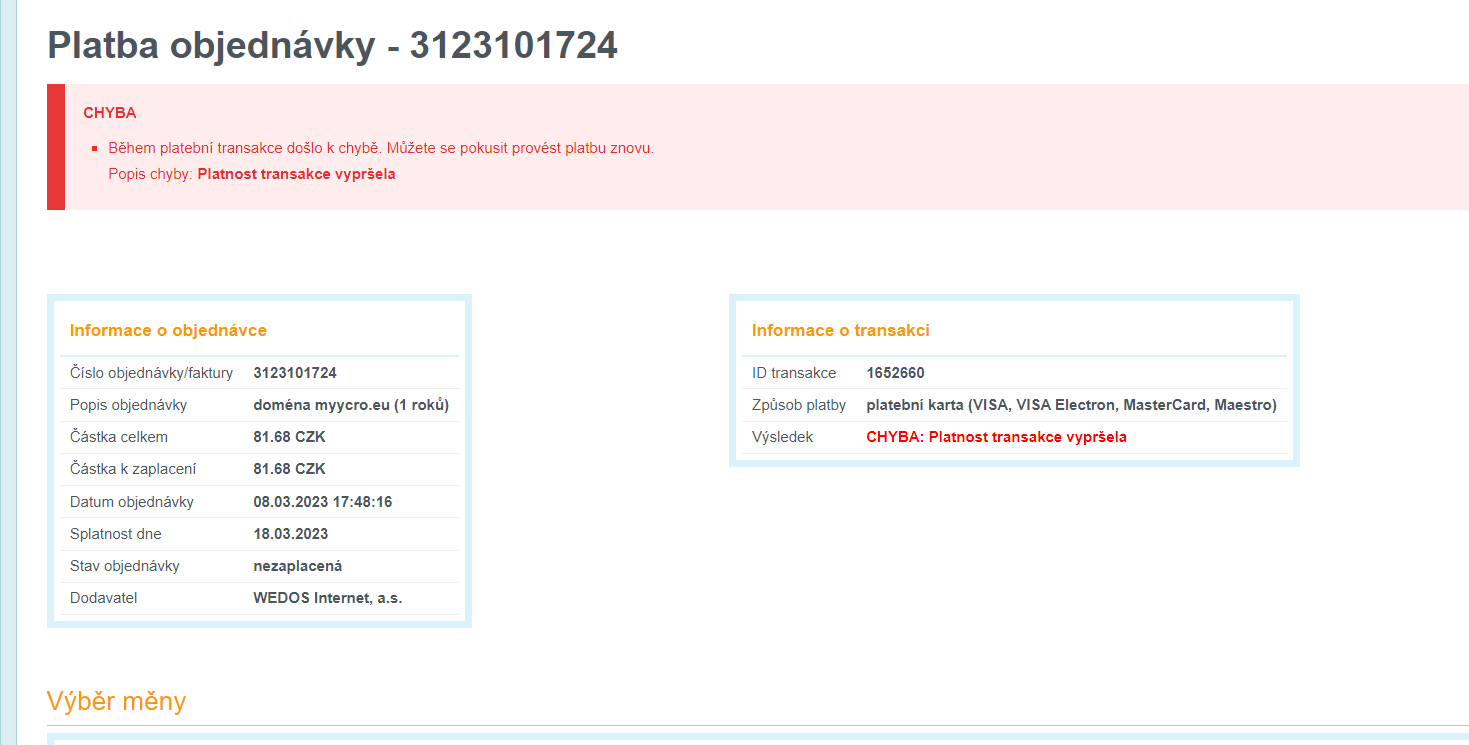 Platba objednávky - 3123101724
CHYBA
Během platební transakce došlo k chybě. Můžete se pokusit provést platbu znovu.
Popis chyby: Platnost transakce vypršela
Informace o objednávce
Číslo objednávky/faktury 3123101724
Popis objednávky doména myycro.eu (1 roků)
Částka celkem 81.68 CZK
Částka k zaplacení 81.68 CZK
Datum objednávky 08.03.2023 17:48:16
Splatnost dne 18.03.2023
Stav objednávky nezaplacená
Dodavatel WEDOS Internet, a.s.
Informace o transakci
ID transakce 1652660
Způsob platby platební karta (VISA, VISA Electron, MasterCard, Maestro)
Výsledek CHYBA: Platnost transakce vypršela
Výběr měny